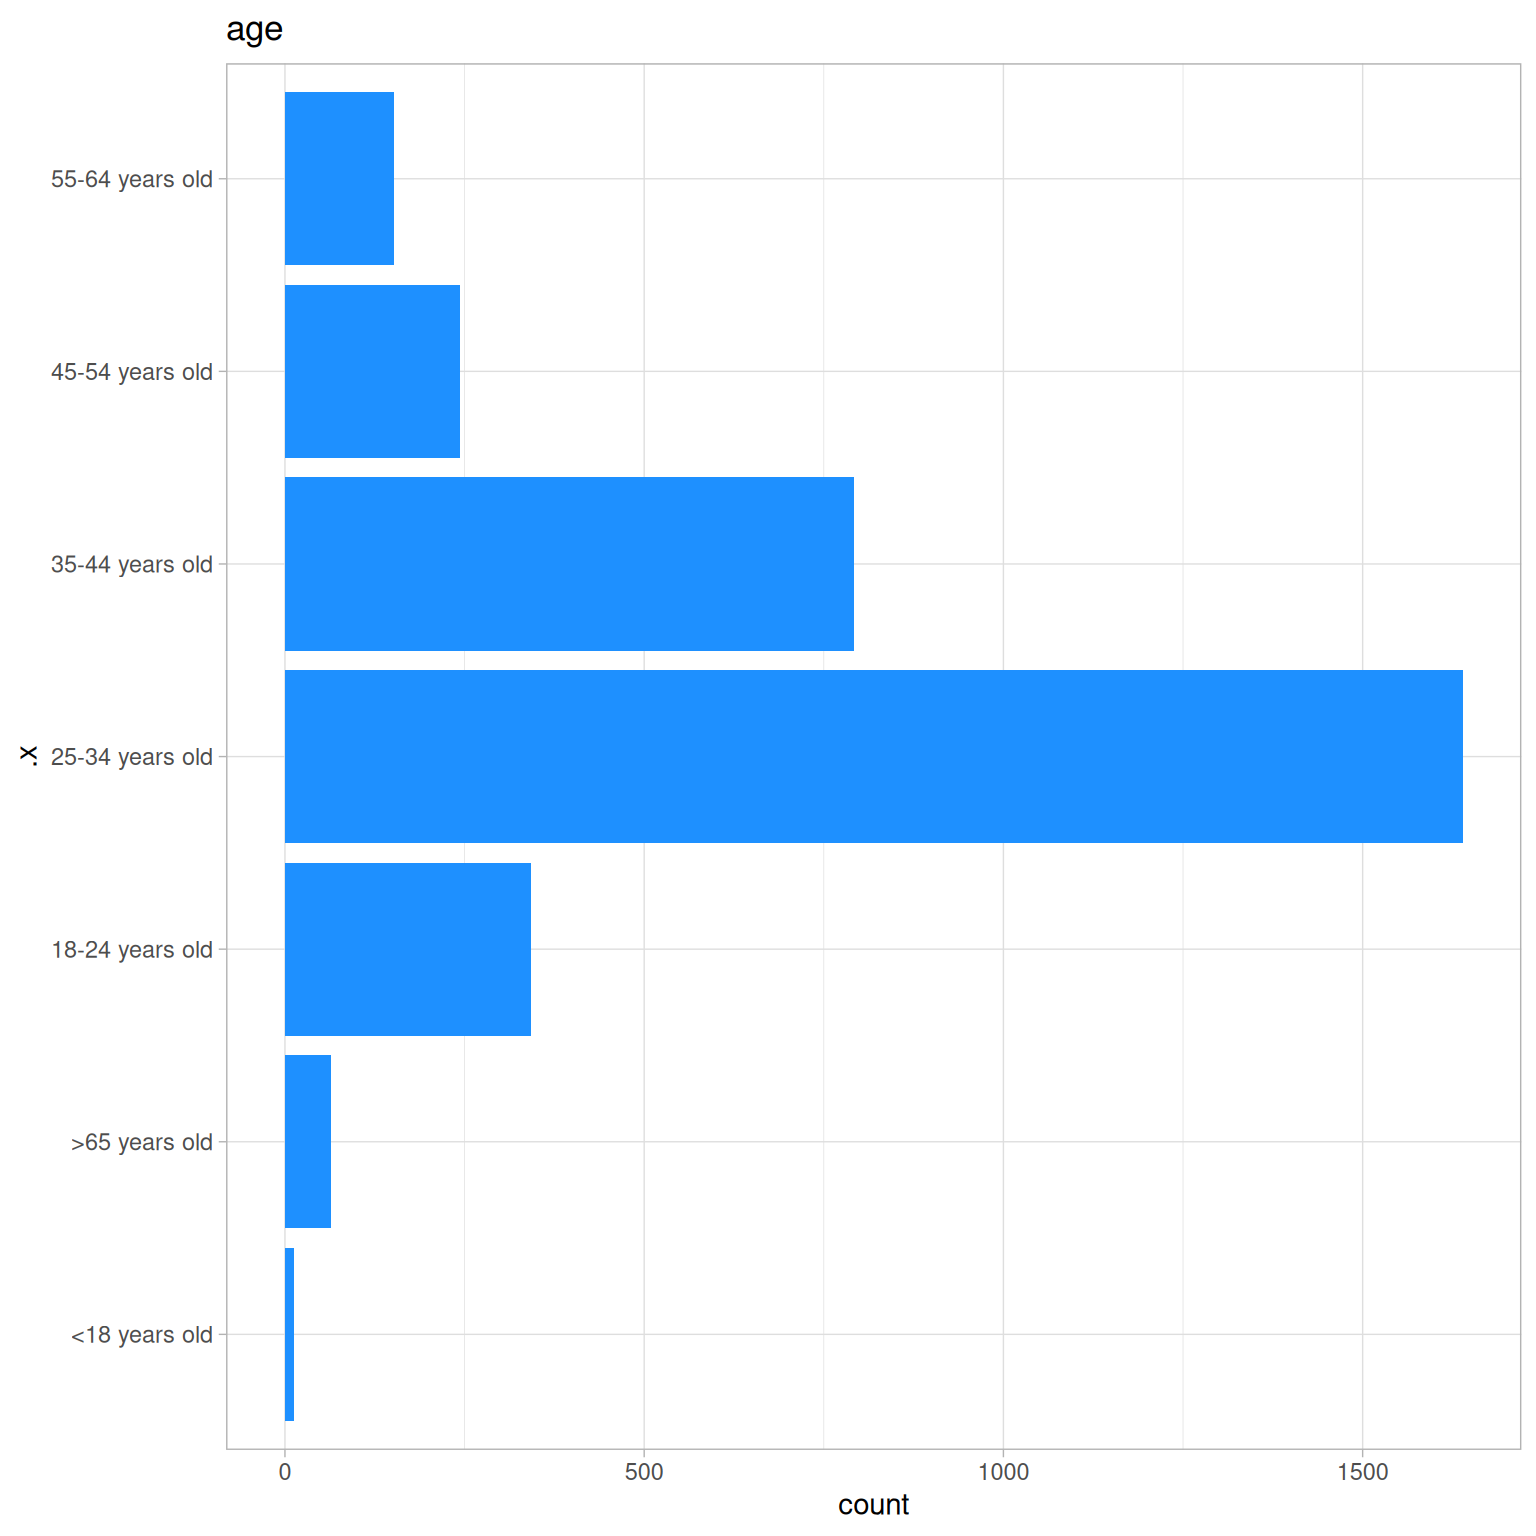 age
55-64 years old
45-54 years old
35-44 years old
25-34 years old
18-24 years old
>65 years old
<18 years old
.x
0 500 1000 1500
count